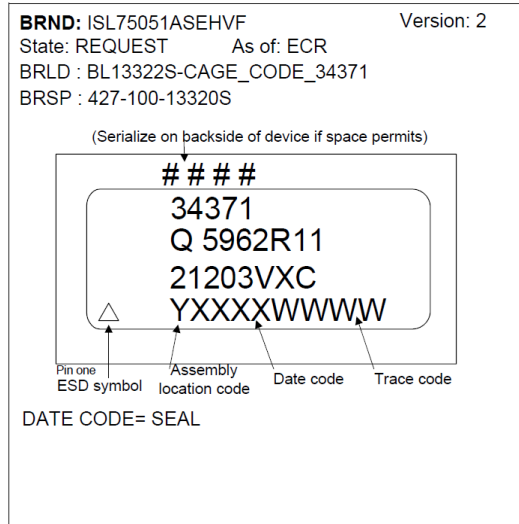 BRND: ISL75051ASEHVF Version: 2
State: REQUEST As of: ECR
BRLD : BL13322S-CAGE_CODE_34371
BRSP : 427-100-13320S
(Serialize on backside of device if space permits)
# # # #
34371
Q 5962R11
21203VXC
YXXXXWWWW
Pin one
ESD symbol
Assembly
location code
Date code
Trace code
DATE CODE= SEAL